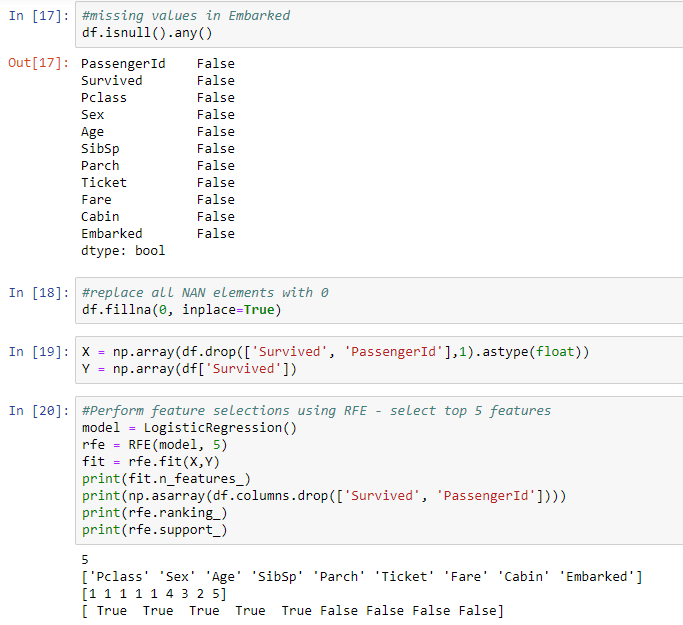 In [17]: #missing values in Embarked
df.isnull().any()
Out[17]: PassengerId    False
Survived       False
Pclass         False
Sex            False
Age            False
SibSp          False
Parch          False
Ticket         False
Fare           False
Cabin          False
Embarked       False
dtype: bool
In [18]: #replace all NAN elements with 0
df.fillna(0, inplace=True)
In [19]: X = np.array(df.drop(['Survived', 'PassengerId'],1).astype(float))
Y = np.array(df['Survived'])
In [20]: #Perform feature selections using RFE - select top 5 features
model = LogisticRegression()
rfe = RFE(model, 5)
fit = rfe.fit(X,Y)
print(fit.n_features_)
print(np.asarray(df.columns.drop(['Survived', 'PassengerId'])))
print(rfe.ranking_)
print(rfe.support_)
5
['Pclass' 'Sex' 'Age' 'SibSp' 'Parch' 'Ticket' 'Fare' 'Cabin' 'Embarked']
[1 1 1 1 1 4 3 2 5]
[ True  True  True  True  True False False False False]